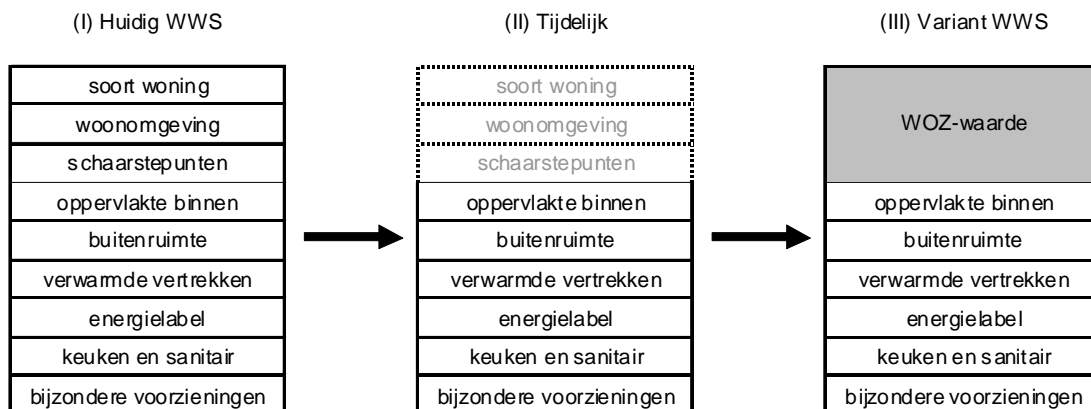 (I) Huidig WWS
soort woning
woonomgeving
schaarstepunten
oppervlakte binnen
buitenruimte
verwarmde vertrekken
energielabel
keuken en sanitair
bijzondere voorzieningen
(II) Tijdelijk
soort woning
woonomgeving
schaarstepunten
oppervlakte binnen
buitenruimte
verwarmde vertrekken
energielabel
keuken en sanitair
bijzondere voorzieningen
(III) Variant WWS
WOZ-waarde
oppervlakte binnen
buitenruimte
verwarmde vertrekken
energielabel
keuken en sanitair
bijzondere voorzieningen